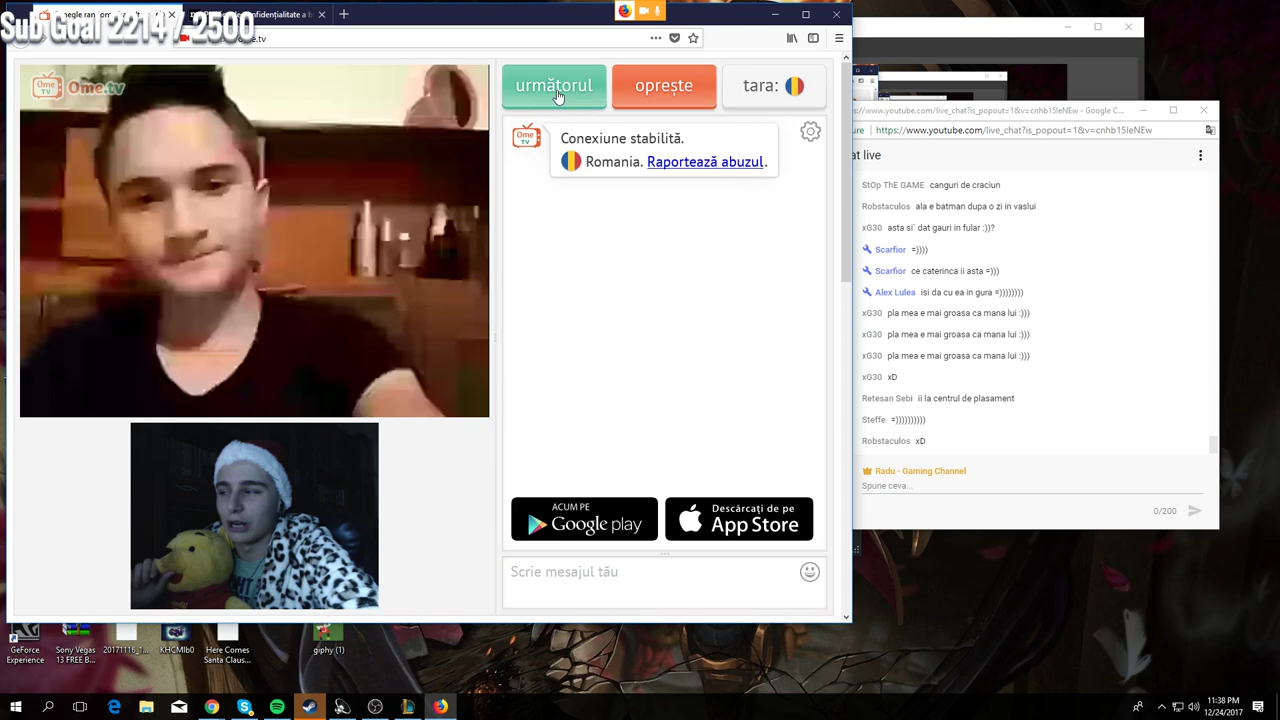 Sub Goal 2214 / 2500
ome.tv
Ome.tv
următorul
oprește
tara:
Conexiune stabilită.
Romania. Raportează abuzul.
ACUM PE
Google play
Descărcați de pe
App Store
Scrie mesajul tău
https://www.youtube.com/live_chat?is_popout=1&v=cnhb15leNEw
StOp ThE GAME canguri de craciun
Robstaculos ala e batman dupa o zi in vaslui
xG30 asta si` dat gauri in fular :))?
Scarfior =))))
Scarfior ce caterinca ii asta =)))
Alex Lulea isi da cu ea in gura =))))))))
xG30 pla mea e mai groasa ca mana lui :)))
xG30 pla mea e mai groasa ca mana lui :)))
xG30 pla mea e mai groasa ca mana lui :)))
xG30 xD
Retesan Sebi ii la centrul de plasament
Steffe =))))))))))
Robstaculos xD
Radu - Gaming Channel
Spune ceva...
0/200
GeForce Experience
Sony Vegas 13 FREE B...
20171116_1...
KHCMIb0
Here Comes Santa Claus...
giphy (1)
11:38 PM
12/24/2017